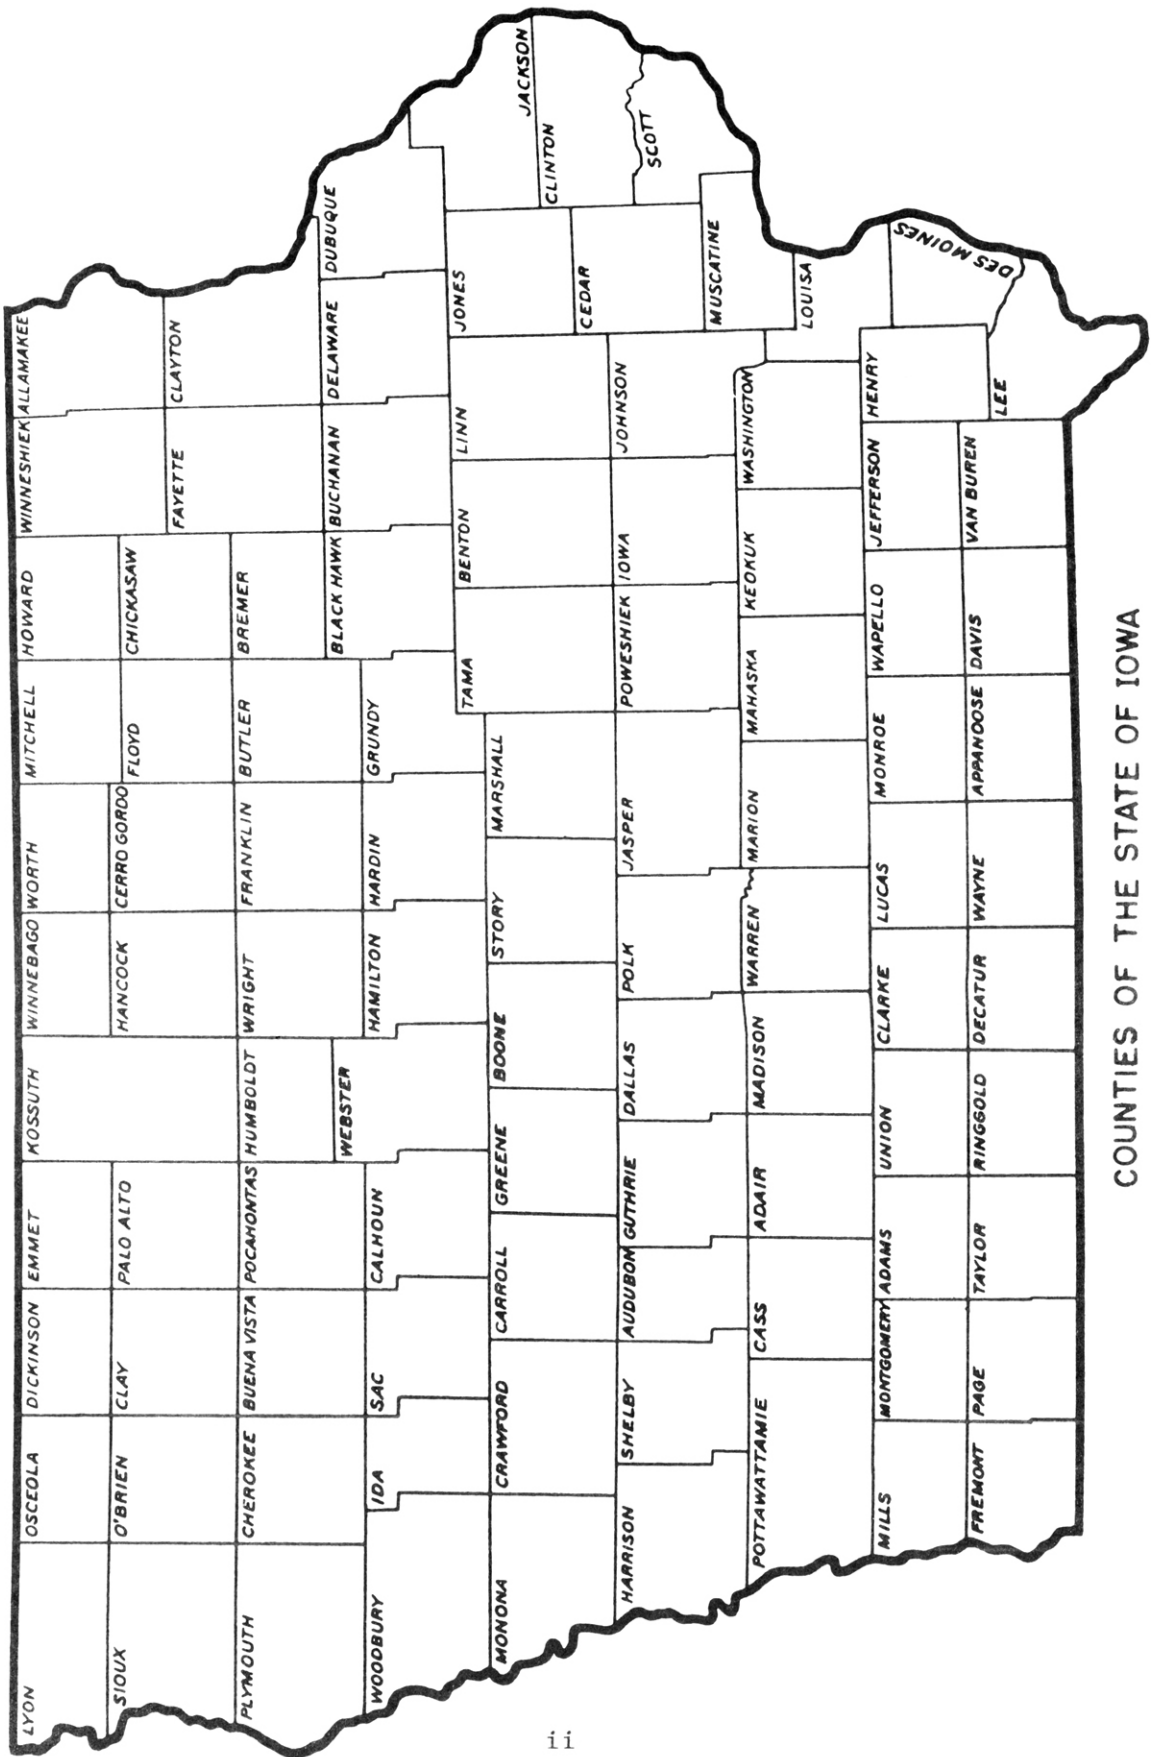 LYON
OSCEOLA
DICKINSON
EMMET
KOSSUTH
WINNEBAGO
WORTH
MITCHELL
HOWARD
WINNESHIEK
ALLAMAKEE
SIOUX
O'BRIEN
CLAY
PALO ALTO
HANCOCK
CERRO GORDO
FLOYD
CHICKASAW
FAYETTE
CLAYTON
PLYMOUTH
CHEROKEE
BUENA VISTA
POCAHONTAS
HUMBOLDT
WRIGHT
FRANKLIN
BUTLER
BREMER
BLACK HAWK
BUCHANAN
DELAWARE
DUBUQUE
WOODBURY
IDA
SAC
CALHOUN
WEBSTER
HAMILTON
HARDIN
GRUNDY
TAMA
BENTON
LINN
JONES
JACKSON
MONONA
CRAWFORD
CARROLL
GREENE
BOONE
STORY
MARSHALL
CEDAR
CLINTON
HARRISON
SHELBY
AUDUBON
GUTHRIE
DALLAS
POLK
JASPER
POWESHIEK
IOWA
JOHNSON
MUSCATINE
SCOTT
POTTAWATTAMIE
CASS
ADAIR
MADISON
WARREN
MARION
MAHASKA
KEOKUK
WASHINGTON
LOUISA
MILLS
MONTGOMERY
ADAMS
UNION
CLARKE
LUCAS
MONROE
WAPELLO
JEFFERSON
HENRY
DES MOINES
FREMONT
PAGE
TAYLOR
RINGGOLD
DECATUR
WAYNE
APPANOOSE
DAVIS
VAN BUREN
LEE
COUNTIES OF THE STATE OF IOWA
ii